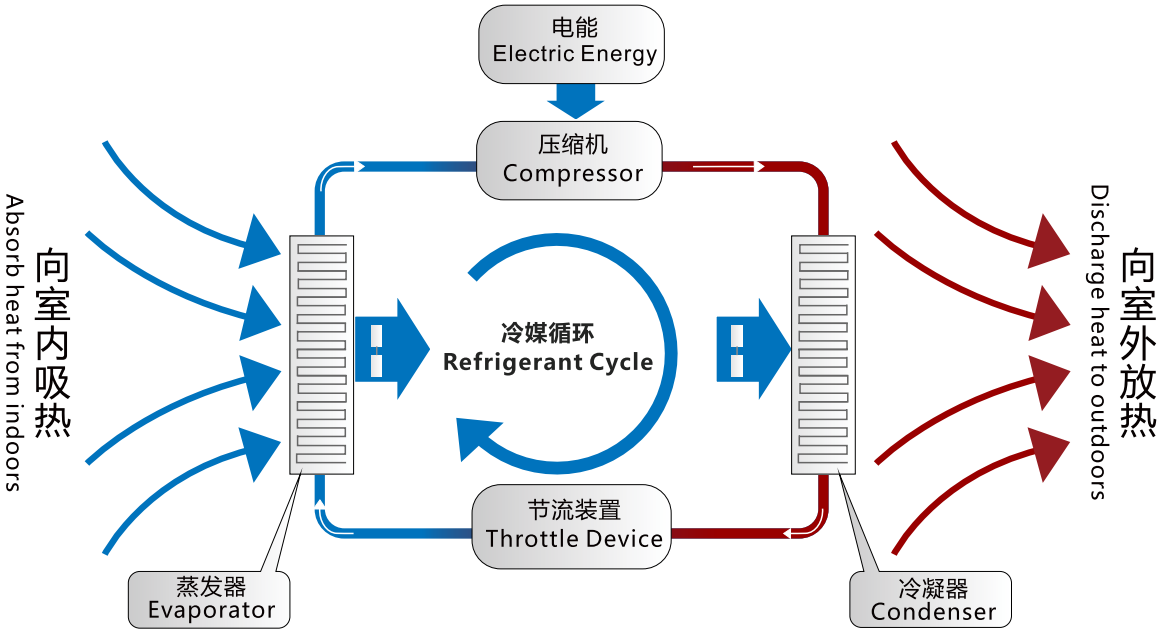 电能
Electric Energy
压缩机
Compressor
向室内吸热
Absorb heat from indoors
冷媒循环
Refrigerant Cycle
向室外放热
Discharge heat to outdoors
节流装置
Throttle Device
蒸发器
Evaporator
冷凝器
Condenser